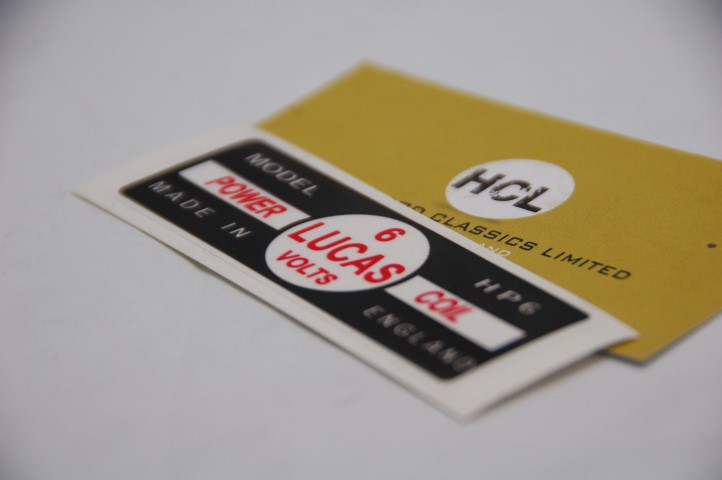 HCL
CLASSICS LIMITED
MODEL HP6
POWER COIL
6
LUCAS
VOLTS
MADE IN ENGLAND